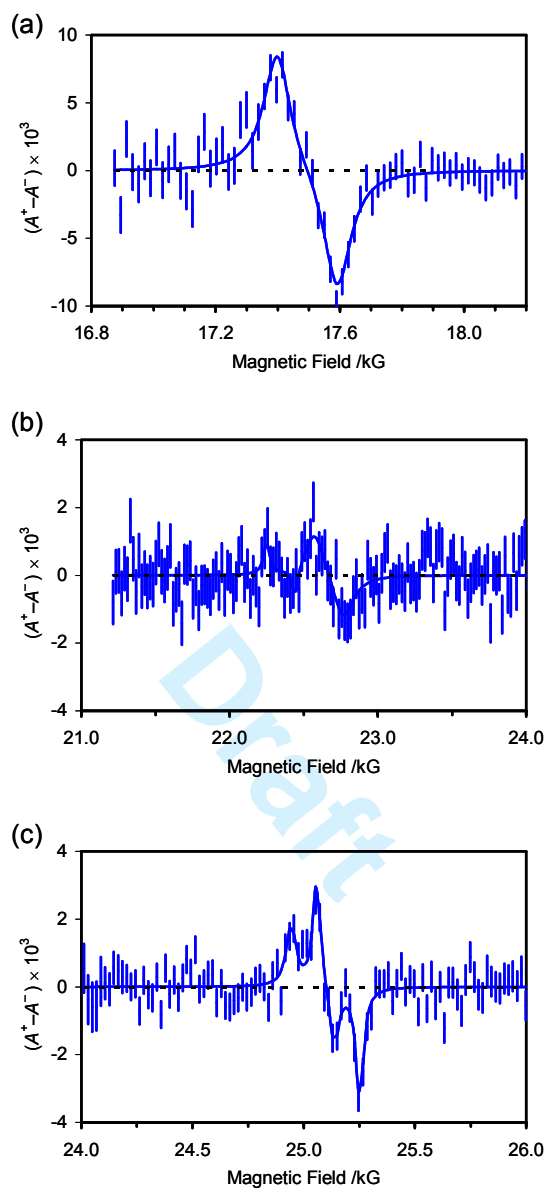 (a)
10
5
0
-5
-10
(A⁺–A⁻) × 10³
16.8 17.2 17.6 18.0
Magnetic Field /kG
(b)
4
2
0
-2
-4
(A⁺–A⁻) × 10³
21.0 22.0 23.0 24.0
Magnetic Field /kG
Draft
(c)
4
2
0
-2
-4
(A⁺–A⁻) × 10³
24.0 24.5 25.0 25.5 26.0
Magnetic Field /kG